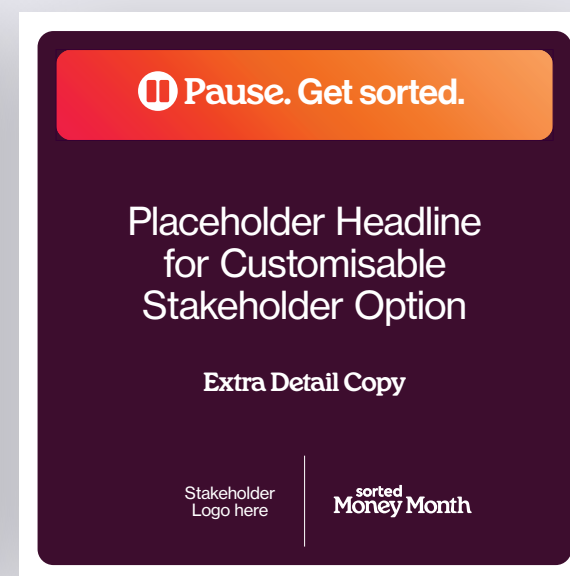 Pause. Get sorted.
Placeholder Headline
for Customisable
Stakeholder Option
Extra Detail Copy
Stakeholder
Logo here
sorted
Money Month